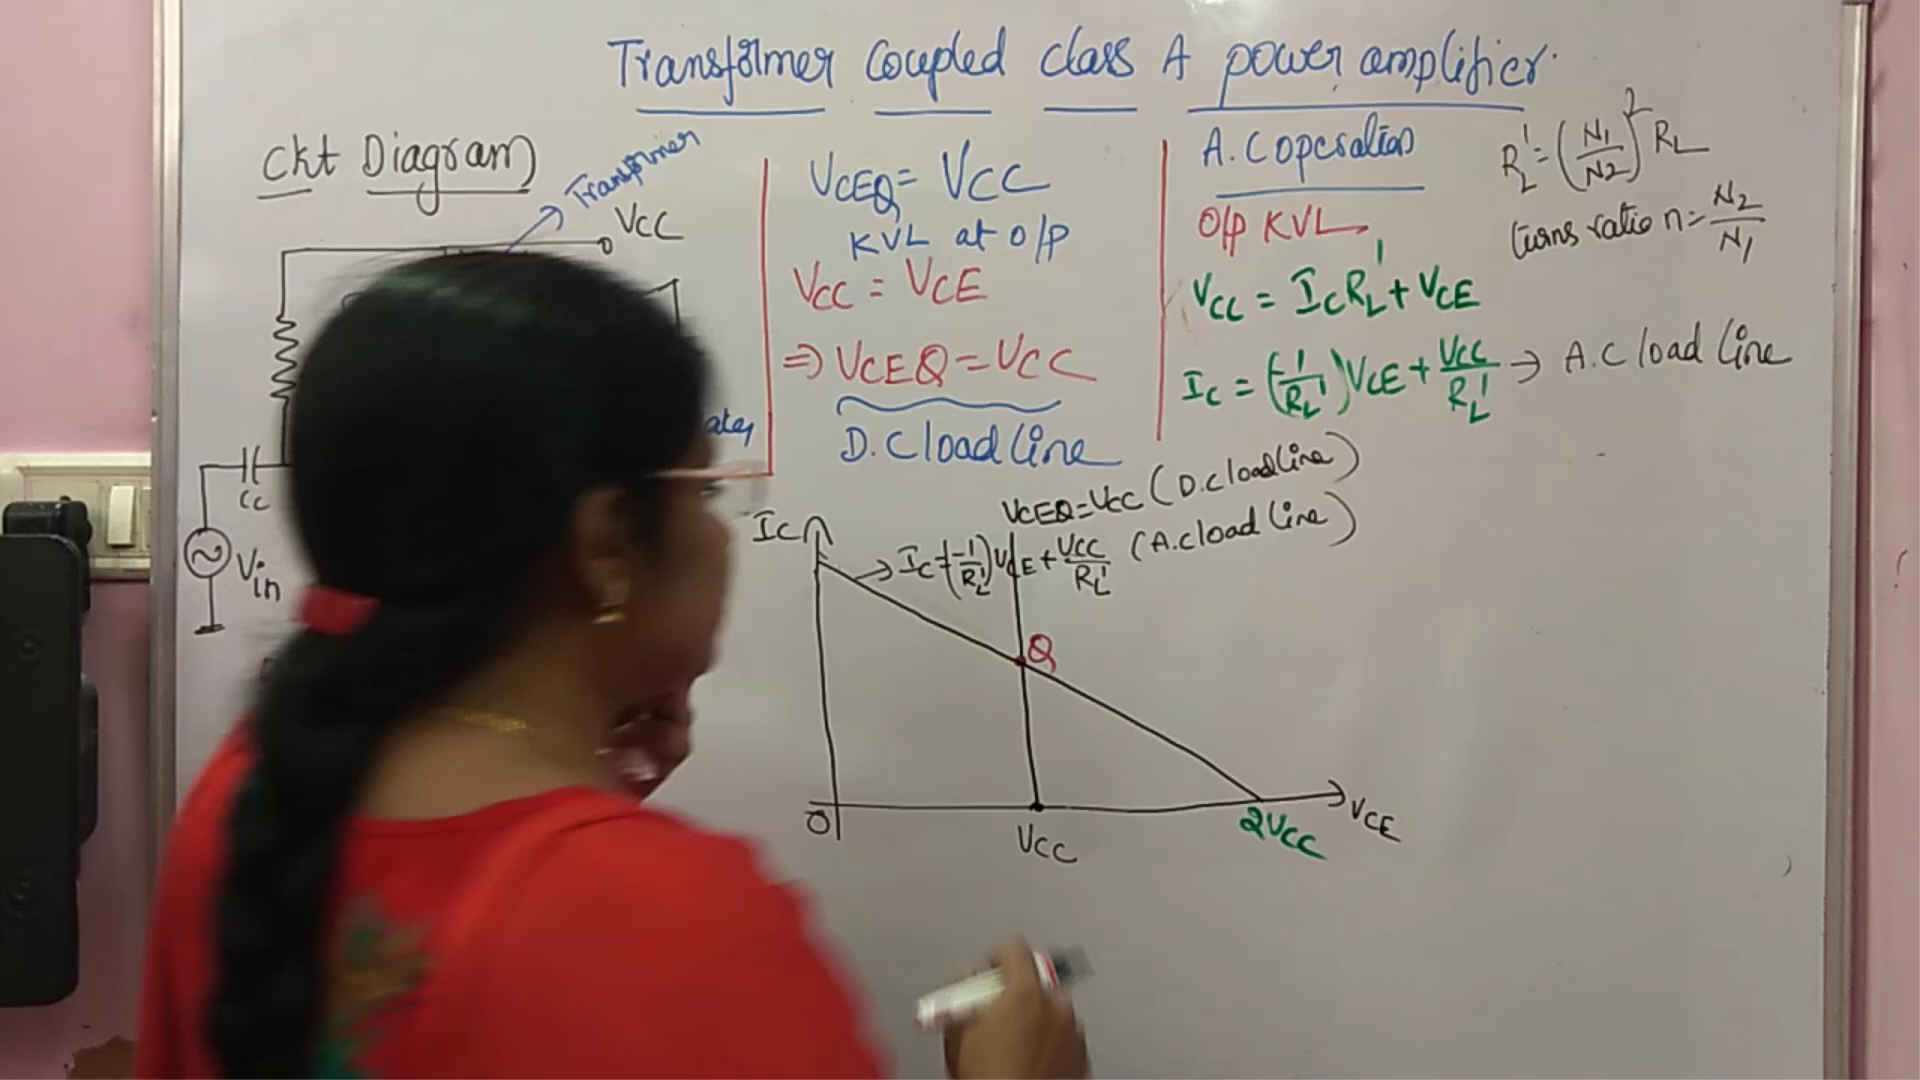 Transformer Coupled class A power amplifier.
Ckt Diagram
Transformer
VCC
Cc
Vin
VCEQ = VCC
KVL at O/P
VCC = VCE
⇒ VCEQ = VCC
D.C load line
A.C operation
O/P KVL
VCC = IC RL' + VCE
IC = (-1/RL') VCE + VCC/RL' → A.C load line
RL' = (N1/N2)² RL
turns ratio n = N2/N1
VCEQ = VCC (D.C load line)
IC
IC = (-1/RL') VCE + VCC/RL' (A.C load line)
Q
O
VCC
2VCC
VCE